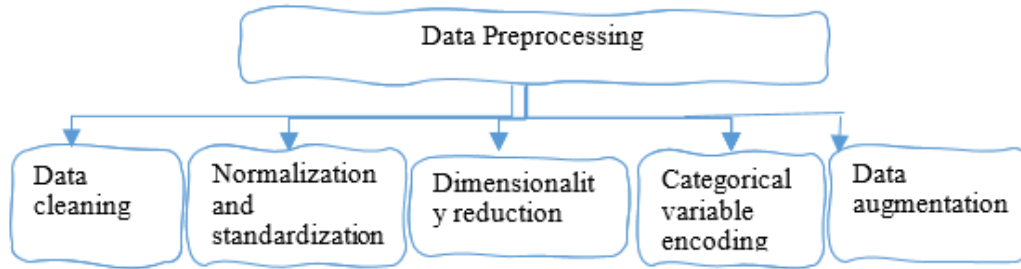 Data Preprocessing
Data
cleaning
Normalization
and
standardization
Dimensionalit
y reduction
Categorical
variable
encoding
Data
augmentation